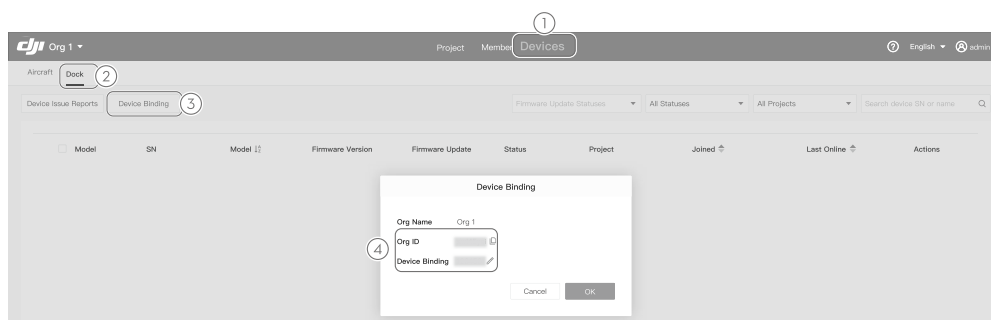 1
dji Org 1 Project Members Devices English admin
Aircraft Dock 2
Device Issue Reports Device Binding 3 Firmware Update Statuses All Statuses All Projects Search device SN or name
Model SN Model Firmware Version Firmware Update Status Project Joined Last Online Actions
Device Binding
Org Name Org 1
4
Org ID
Device Binding
Cancel OK